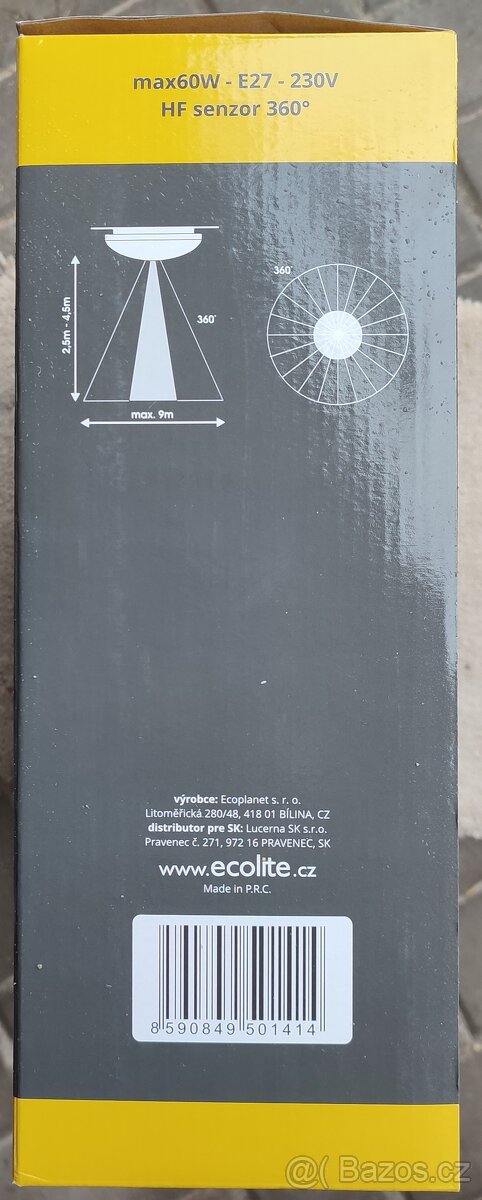 max60W - E27 - 230V
HF senzor 360°
2,5m - 4,5m
360°
max. 9m
360°
výrobce: Ecoplanet s. r. o.
Litoměřická 280/48, 418 01 BÍLINA, CZ
distributor pre SK: Lucerna SK s.r.o.
Pravenec č. 271, 972 16 PRAVENEC, SK
www.ecolite.cz
Made in P.R.C.
8 590849 501414
Bazos.cz